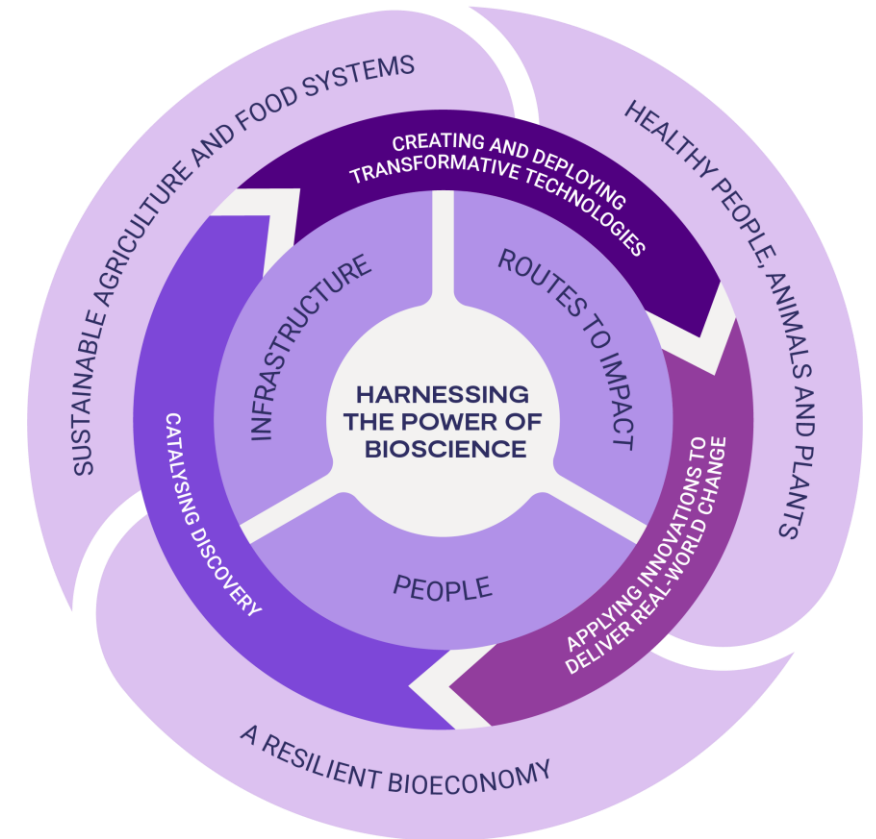 SUSTAINABLE AGRICULTURE AND FOOD SYSTEMS
HEALTHY PEOPLE, ANIMALS AND PLANTS
A RESILIENT BIOECONOMY
CREATING AND DEPLOYING
TRANSFORMATIVE TECHNOLOGIES
APPLYING INNOVATIONS TO
DELIVER REAL-WORLD CHANGE
CATALYSING DISCOVERY
INFRASTRUCTURE
ROUTES TO IMPACT
PEOPLE
HARNESSING
THE POWER OF
BIOSCIENCE